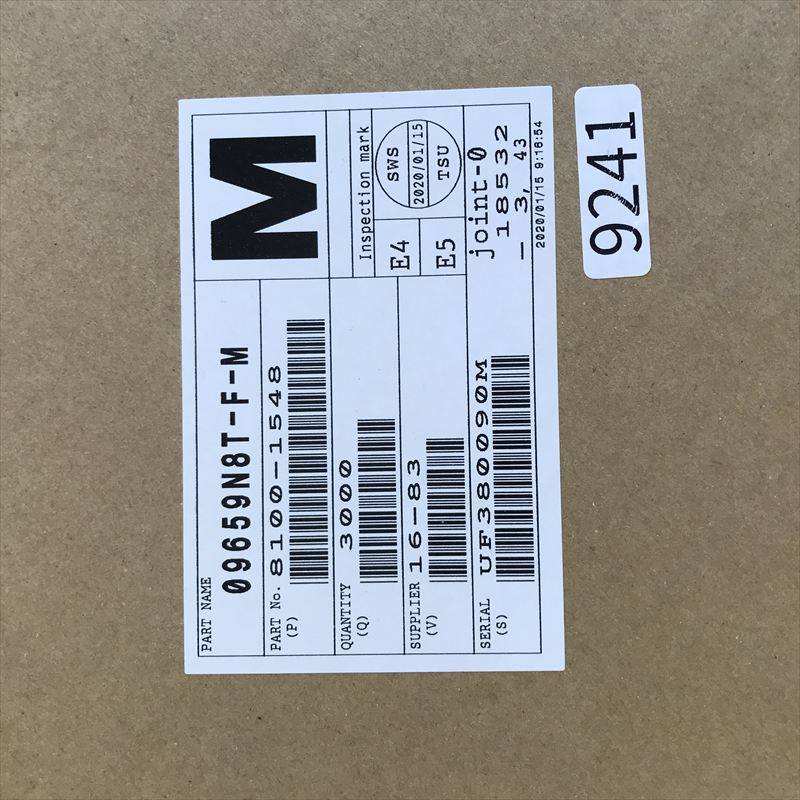 PART NAME
09659N8T-F-M
M
PART No.
(P)
8100-1548
QUANTITY
(Q)
3000
Inspection mark
SUPPLIER
(V)
16-83
E4
E5
SWS
2020/01/15
TSU
SERIAL
(S)
UF380090M
joint-0
18532
-3, 43
2020/01/15 9:16:54
9241